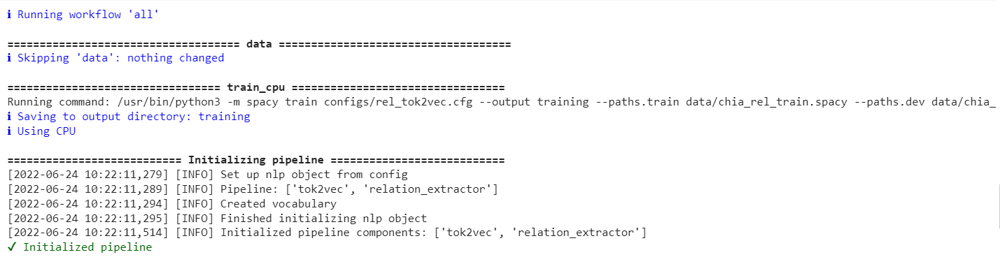 ℹ Running workflow 'all'
==================================== data ====================================
ℹ Skipping 'data': nothing changed
================================= train_cpu =================================
Running command: /usr/bin/python3 -m spacy train configs/rel_tok2vec.cfg --output training --paths.train data/chia_rel_train.spacy --paths.dev data/chia_
ℹ Saving to output directory: training
ℹ Using CPU
=========================== Initializing pipeline ===========================
[2022-06-24 10:22:11,279] [INFO] Set up nlp object from config
[2022-06-24 10:22:11,289] [INFO] Pipeline: ['tok2vec', 'relation_extractor']
[2022-06-24 10:22:11,294] [INFO] Created vocabulary
[2022-06-24 10:22:11,295] [INFO] Finished initializing nlp object
[2022-06-24 10:22:11,514] [INFO] Initialized pipeline components: ['tok2vec', 'relation_extractor']
✔ Initialized pipeline